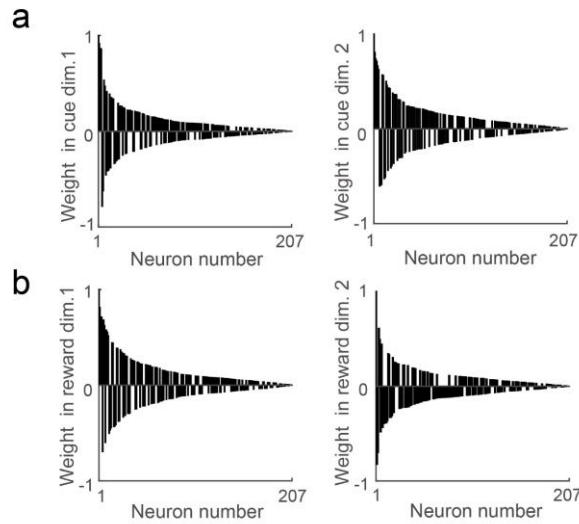 a
1
0
-1
Weight in cue dim.1
1
207
Neuron number
1
0
-1
Weight in cue dim. 2
1
207
Neuron number
b
1
0
-1
Weight in reward dim.1
1
207
Neuron number
1
0
-1
Weight in reward dim. 2
1
207
Neuron number